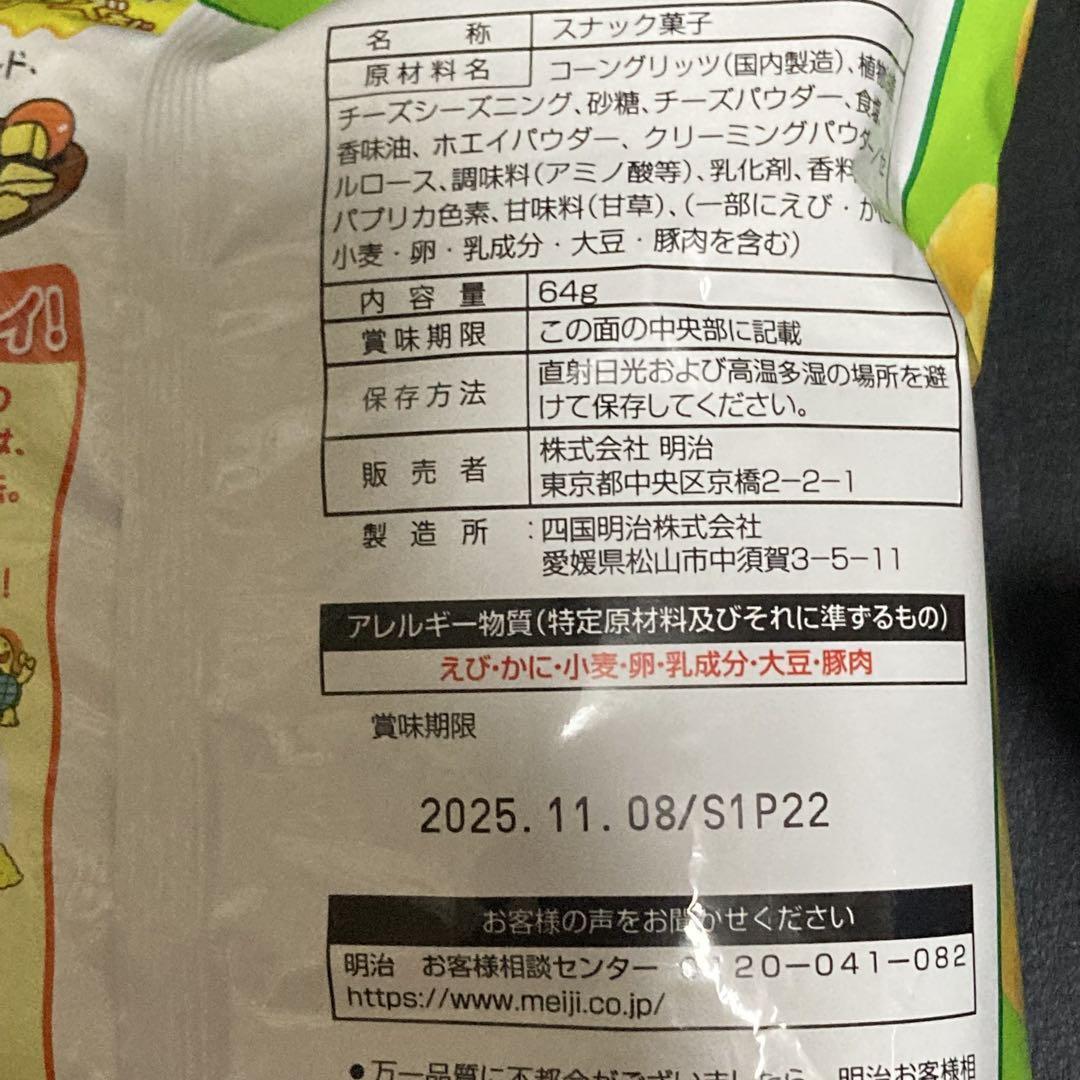 名称 スナック菓子
ード、
原材料名 コーングリッツ(国内製造)、植物
チーズシーズニング、砂糖、チーズパウダー、食塩
香味油、ホエイパウダー、クリーミングパウダー/セ
ルロース、調味料(アミノ酸等)、乳化剤、香料
パプリカ色素、甘味料(甘草)、(一部にえび・かに
小麦・卵・乳成分・大豆・豚肉を含む)
内容量 64g
イ!
賞味期限 この面の中央部に記載
保存方法 直射日光および高温多湿の場所を避
けて保存してください。
販売者 株式会社 明治
東京都中央区京橋2-2-1
製造所 :四国明治株式会社
愛媛県松山市中須賀3-5-11
アレルギー物質(特定原材料及びそれに準ずるもの)
えび・かに・小麦・卵・乳成分・大豆・豚肉
賞味期限
2025.11.08/S1P22
お客様の声をお聞かせください
明治 お客様相談センター 0120-041-082
https://www.meiji.co.jp/
●万一品質に不都合がございましたら、明治お客様相